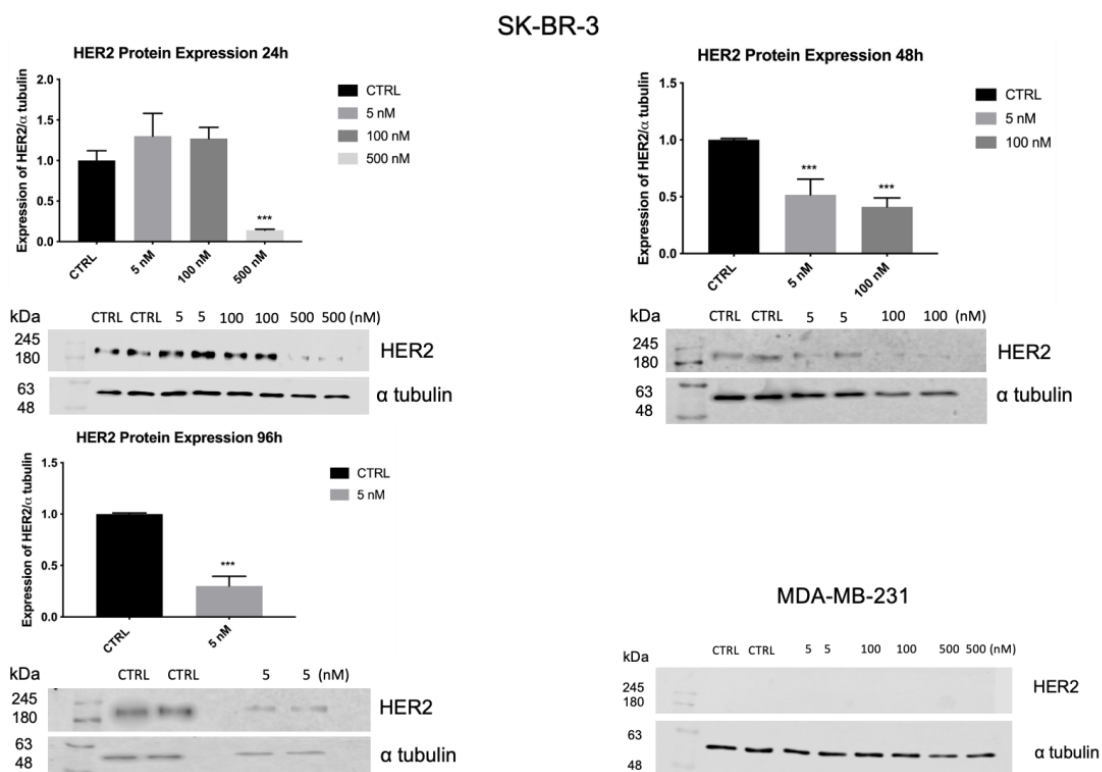 SK-BR-3
HER2 Protein Expression 24h
Expression of HER2/α tubulin
2.0
1.5
1.0
0.5
0.0
CTRL
5 nM
100 nM
500 nM
***
CTRL
5 nM
100 nM
500 nM
kDa
CTRL CTRL 5 5 100 100 500 500 (nM)
245
180
HER2
63
48
α tubulin
HER2 Protein Expression 48h
Expression of HER2/α tubulin
1.5
1.0
0.5
0.0
CTRL
5 nM
100 nM
*** ***
CTRL
5 nM
100 nM
kDa
CTRL CTRL 5 5 100 100 (nM)
245
180
HER2
63
48
α tubulin
HER2 Protein Expression 96h
Expression of HER2/α tubulin
1.5
1.0
0.5
0.0
CTRL
5 nM
***
CTRL
5 nM
kDa
CTRL CTRL 5 5 (nM)
245
180
HER2
63
48
α tubulin
MDA-MB-231
kDa
CTRL CTRL 5 5 100 100 500 500 (nM)
245
180
HER2
63
48
α tubulin